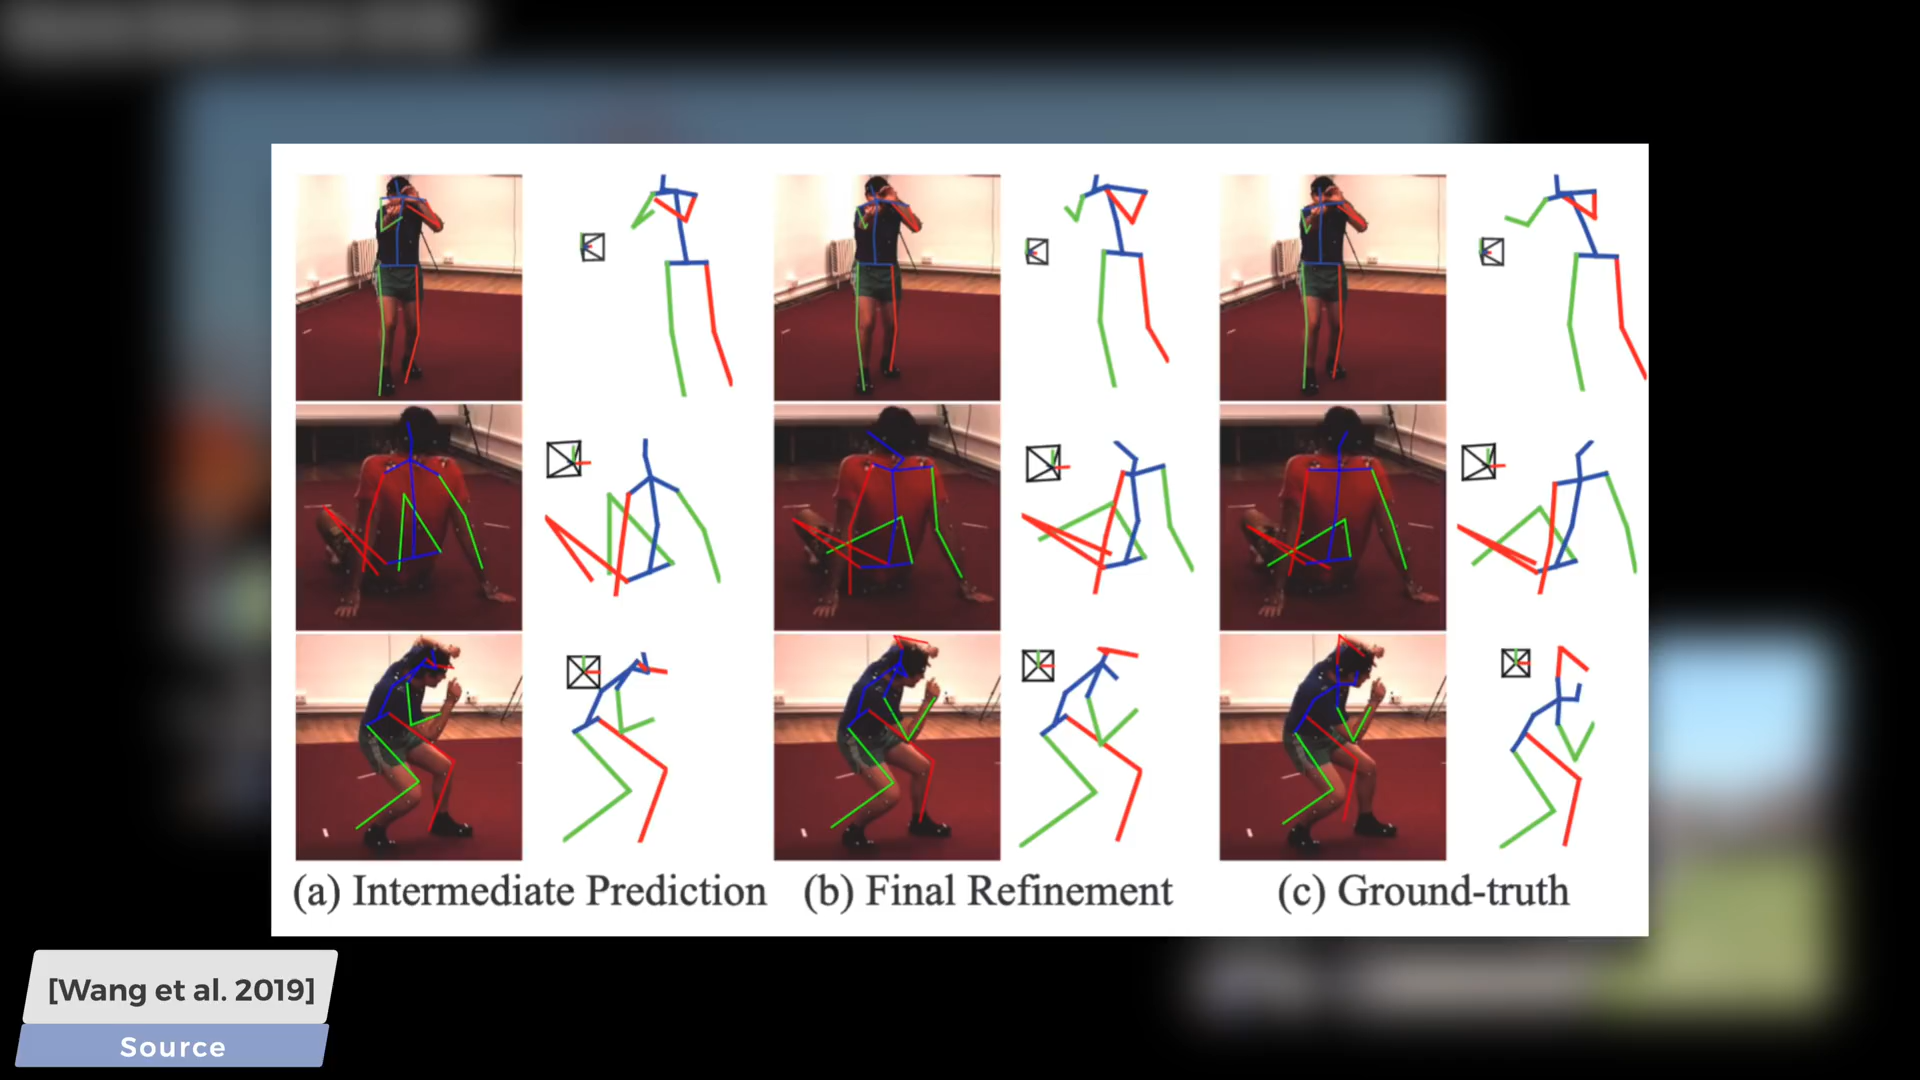 (a) Intermediate Prediction
(b) Final Refinement
(c) Ground-truth
[Wang et al. 2019]
Source